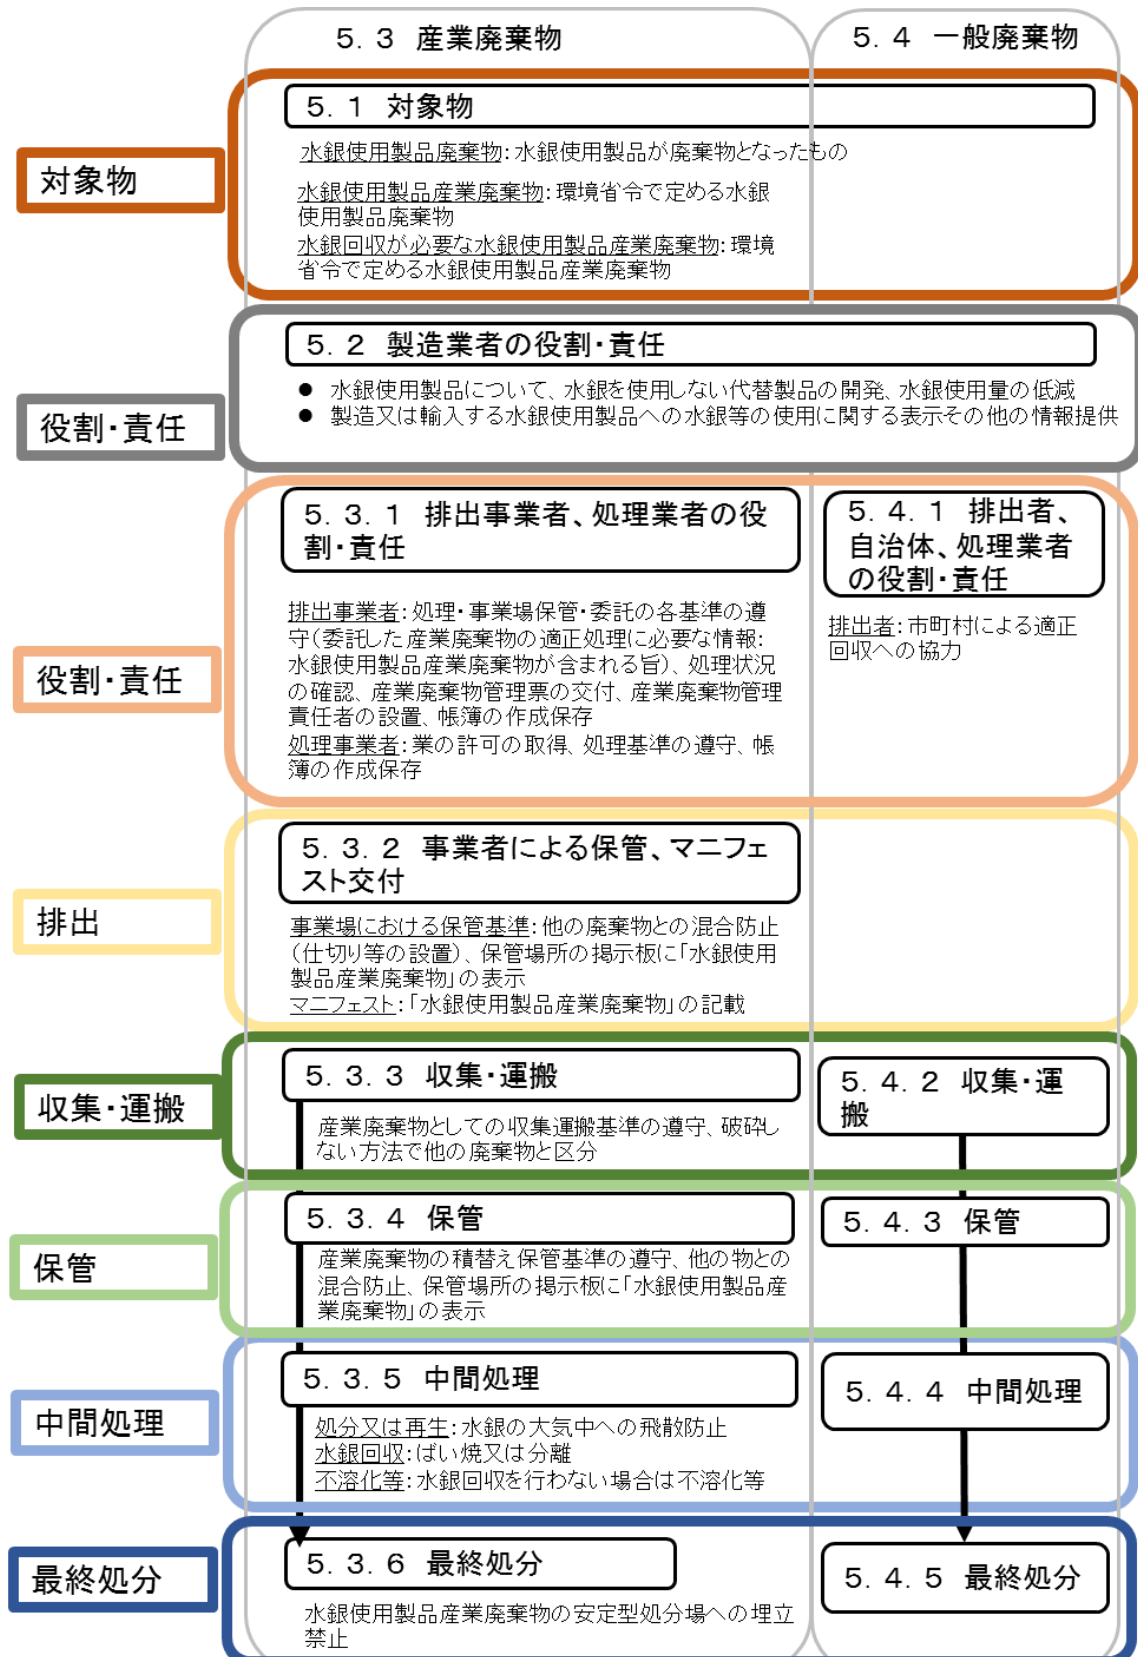 5．3 産業廃棄物
5．4 一般廃棄物
対象物
5．1 対象物
水銀使用製品廃棄物：水銀使用製品が廃棄物となったもの
水銀使用製品産業廃棄物：環境省令で定める水銀
使用製品廃棄物
水銀回収が必要な水銀使用製品産業廃棄物：環境
省令で定める水銀使用製品産業廃棄物
役割・責任
5．2 製造業者の役割・責任
● 水銀使用製品について、水銀を使用しない代替製品の開発、水銀使用量の低減
● 製造又は輸入する水銀使用製品への水銀等の使用に関する表示その他の情報提供
役割・責任
5．3．1 排出事業者、処理業者の役
割・責任
排出事業者：処理・事業場保管・委託の各基準の遵
守（委託した産業廃棄物の適正処理に必要な情報：
水銀使用製品産業廃棄物が含まれる旨）、処理状況
の確認、産業廃棄物管理票の交付、産業廃棄物管理
責任者の設置、帳簿の作成保存
処理事業者：業の許可の取得、処理基準の遵守、帳
簿の作成保存
5．4．1 排出者、
自治体、処理業者
の役割・責任
排出者：市町村による適正
回収への協力
排出
5．3．2 事業者による保管、マニフェ
スト交付
事業場における保管基準：他の廃棄物との混合防止
（仕切り等の設置）、保管場所の掲示板に「水銀使用
製品産業廃棄物」の表示
マニフェスト：「水銀使用製品産業廃棄物」の記載
収集・運搬
5．3．3 収集・運搬
産業廃棄物としての収集運搬基準の遵守、破砕し
ない方法で他の廃棄物と区分
5．4．2 収集・運
搬
保管
5．3．4 保管
産業廃棄物の積替え保管基準の遵守、他の物との
混合防止、保管場所の掲示板に「水銀使用製品産
業廃棄物」の表示
5．4．3 保管
中間処理
5．3．5 中間処理
処分又は再生：水銀の大気中への飛散防止
水銀回収：ばい焼又は分離
不溶化等：水銀回収を行わない場合は不溶化等
5．4．4 中間処理
最終処分
5．3．6 最終処分
水銀使用製品産業廃棄物の安定型処分場への埋立
禁止
5．4．5 最終処分